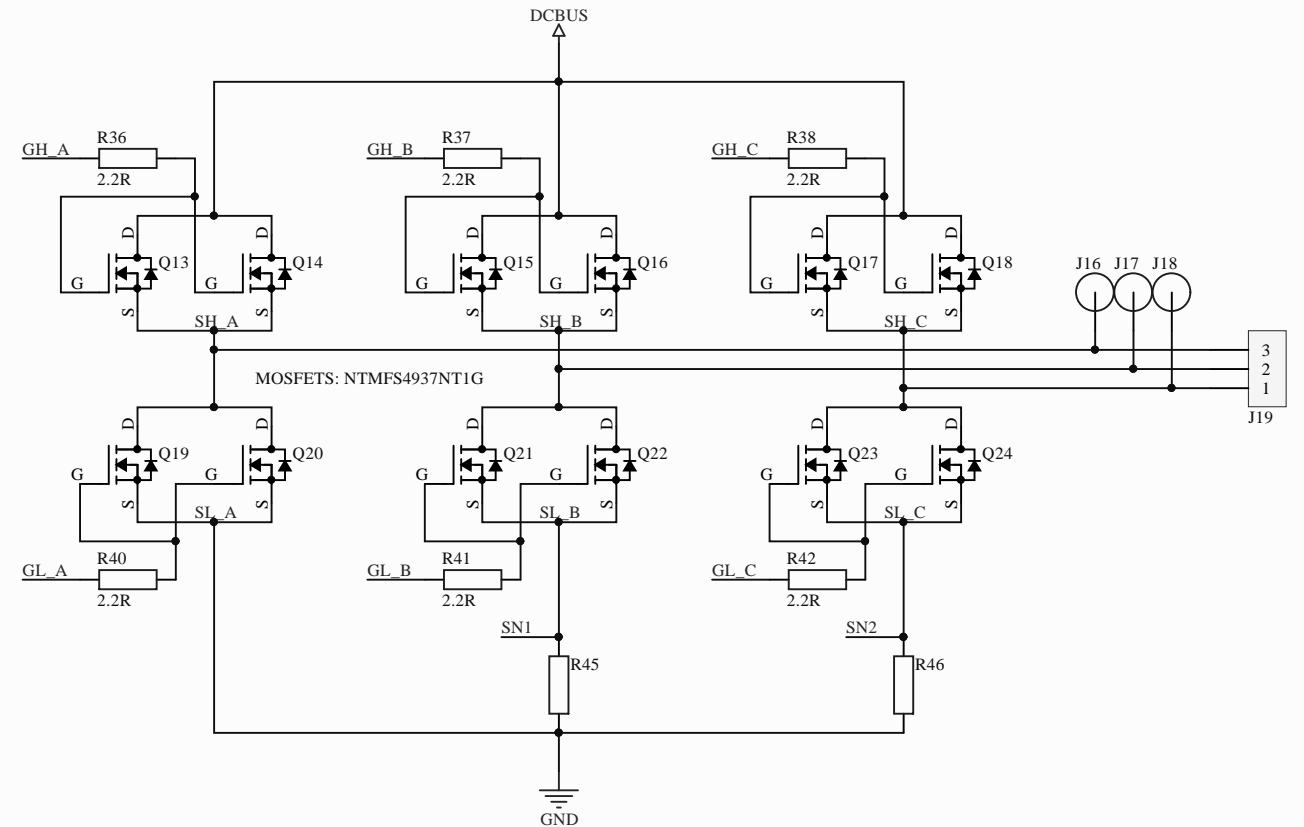 DCBUS
R36
R37
R38
GH_A
GH_B
GH_C
2.2R
2.2R
2.2R
D
D
D
D
D
D
Q13
Q14
Q15
Q16
Q17
Q18
J16
J17
J18
G
G
G
G
G
G
S
S
S
S
S
S
SH_A
SH_B
SH_C
3
2
1
J19
MOSFETS: NTMFS4937NT1G
D
D
D
D
D
D
Q19
Q20
Q21
Q22
Q23
Q24
G
G
G
G
G
G
S
S
S
S
S
S
SL_A
SL_B
SL_C
R40
R41
R42
GL_A
GL_B
GL_C
2.2R
2.2R
2.2R
SN1
SN2
R45
R46
GND